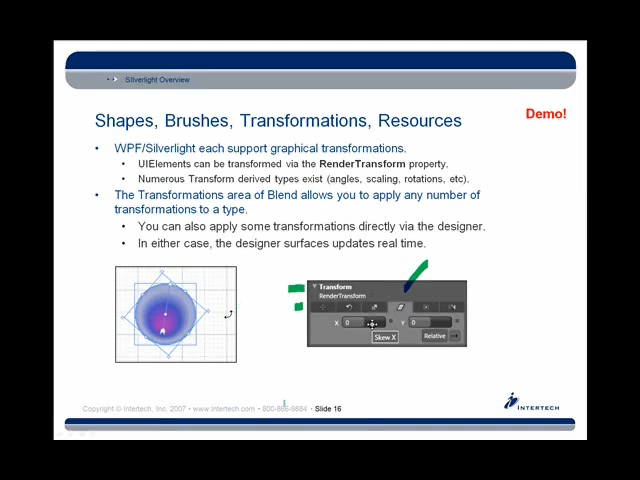 SIlverlight Overview
Shapes, Brushes, Transformations, Resources
Demo!
• WPF/Silverlight each support graphical transformations.
• UIElements can be transformed via the RenderTransform property.
• Numerous Transform derived types exist (angles, scaling, rotations, etc).
• The Transformations area of Blend allows you to apply any number of
transformations to a type.
• You can also apply some transformations directly via the designer.
• In either case, the designer surfaces updates real time.
Transform
RenderTransform
X 0 Y 0
Skew X
Relative
Copyright © Intertech, Inc. 2007 • www.Intertech.com • 800-866-9884 • Slide 16
INTERTECH